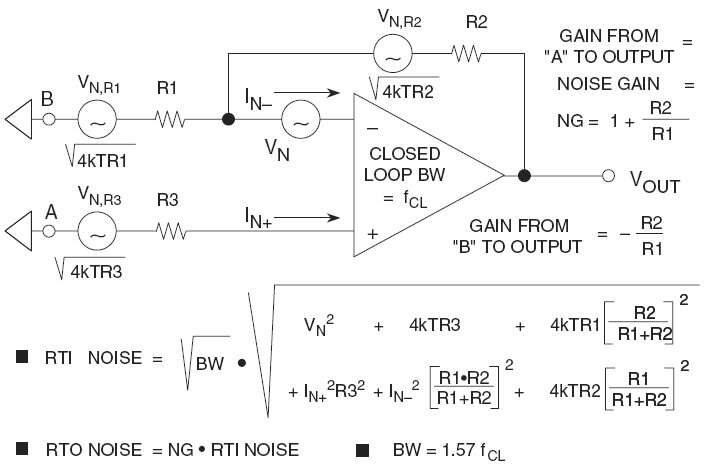 V_N,R2
R2
V_N,R1
R1
B
I_N–
√4kTR2
V_N
√4kTR1
–
CLOSED
LOOP BW
= f_CL
V_N,R3
R3
A
I_N+
+
√4kTR3
V_OUT
GAIN FROM
"A" TO OUTPUT =
NOISE GAIN =
NG = 1 + R2/R1
GAIN FROM
"B" TO OUTPUT = – R2/R1
■ RTI NOISE = √BW • √ V_N² + 4kTR3 + 4kTR1 [R2/R1+R2]²
+ I_N+²R3² + I_N–² [R1•R2/R1+R2]² + 4kTR2 [R1/R1+R2]²
■ RTO NOISE = NG • RTI NOISE ■ BW = 1.57 f_CL